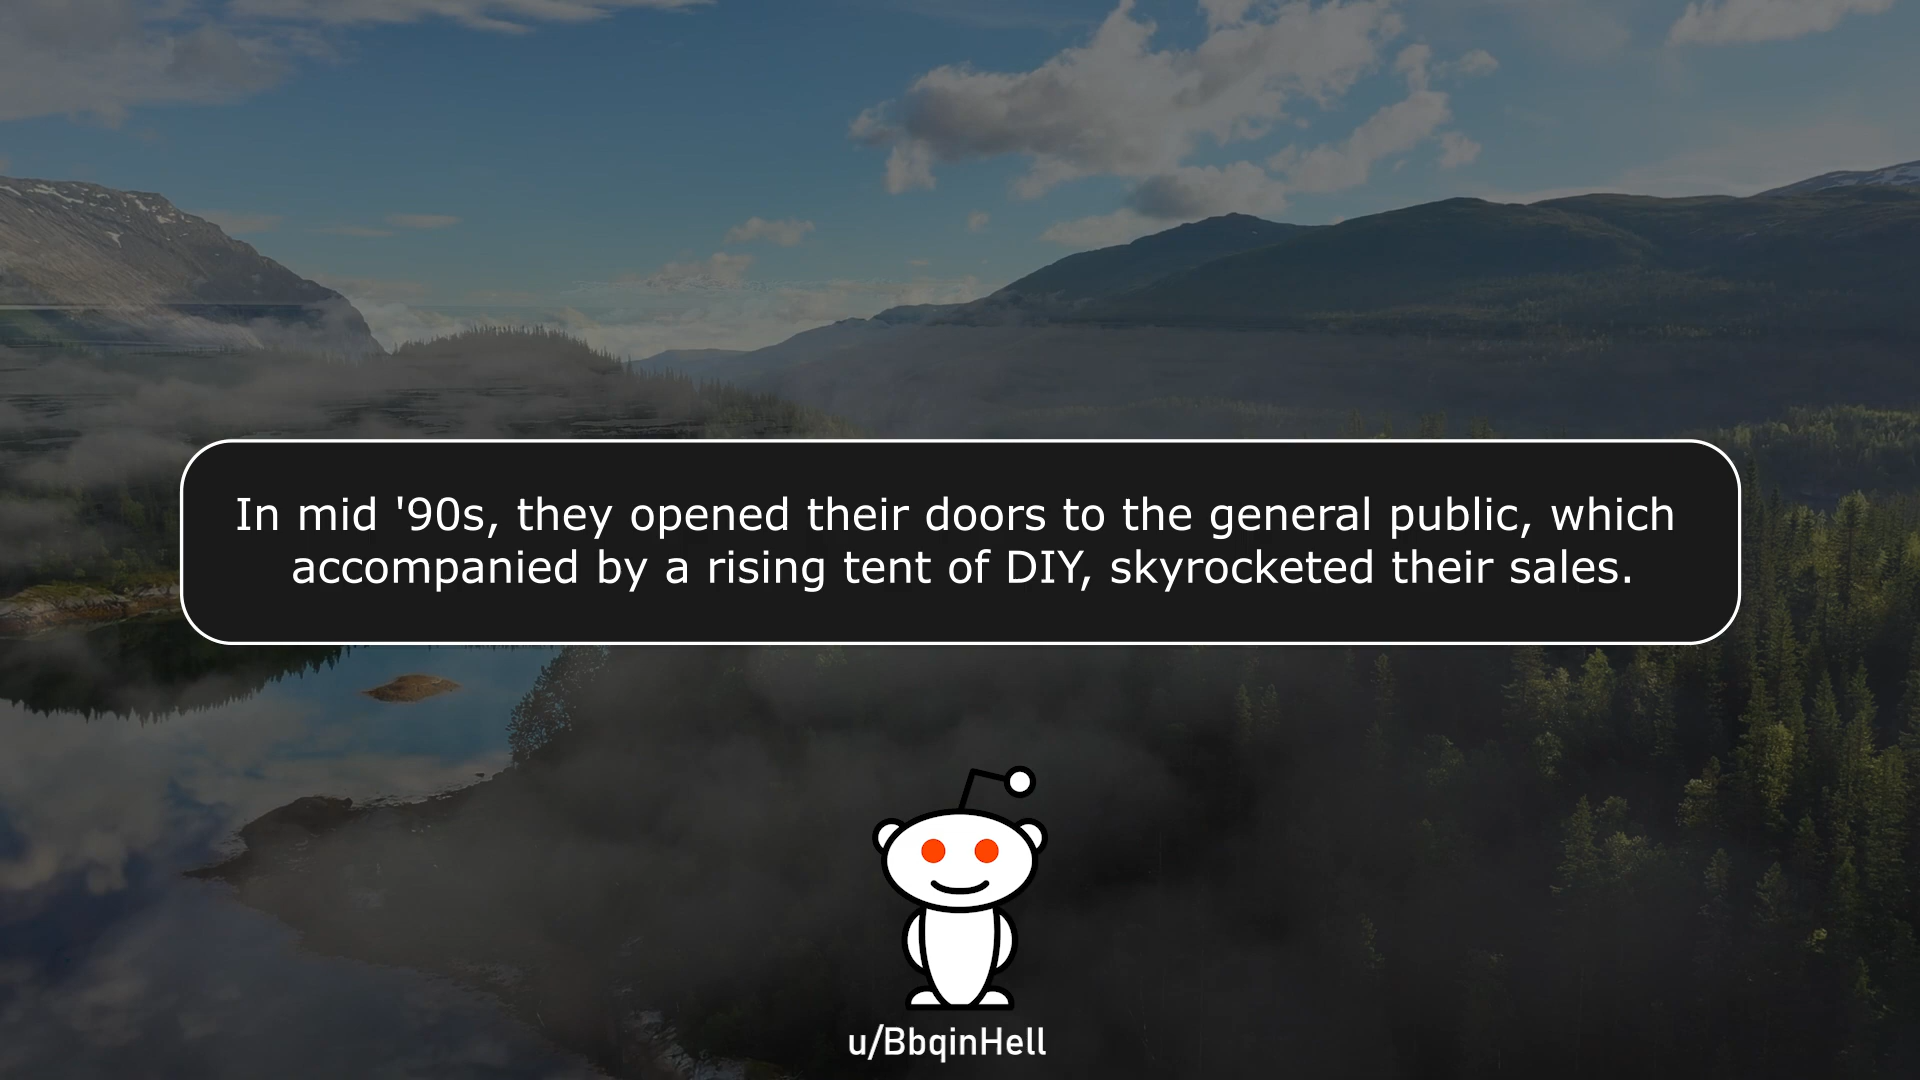 In mid '90s, they opened their doors to the general public, which
accompanied by a rising tent of DIY, skyrocketed their sales.
u/BbqinHell